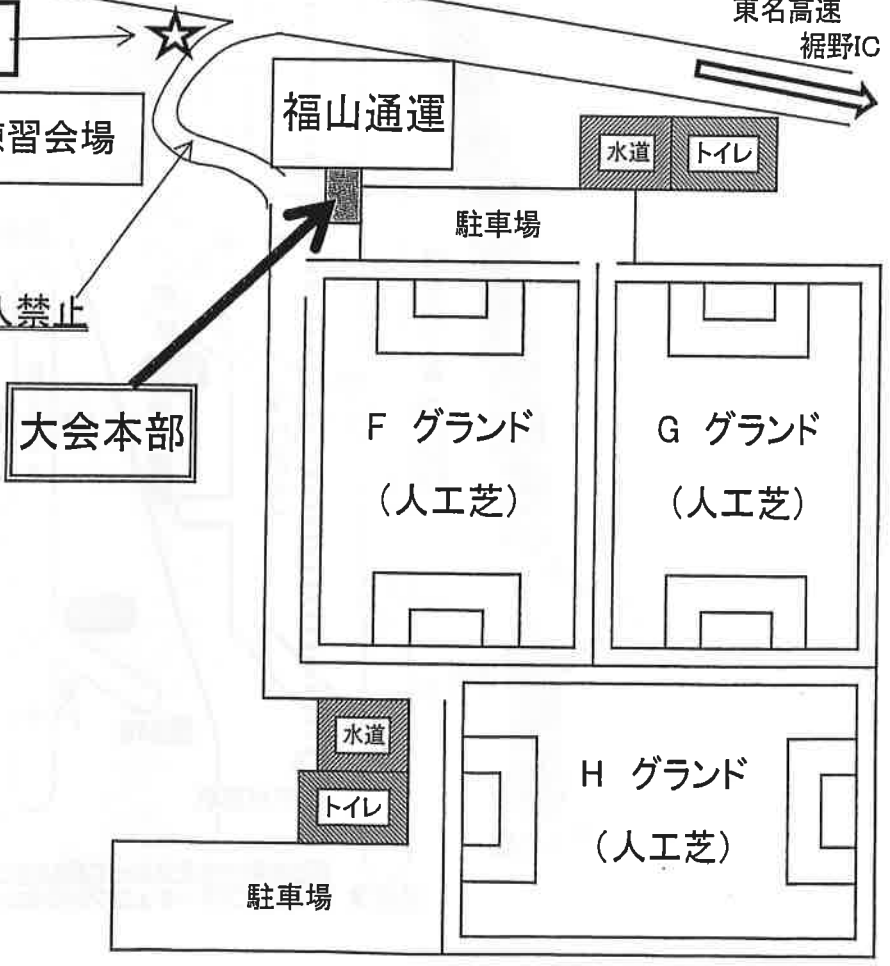 東名高速
裾野IC
福山通運
習会場
水道
トイレ
駐車場
禁止
大会本部
F グランド
(人工芝)
G グランド
(人工芝)
水道
トイレ
駐車場
H グランド
(人工芝)